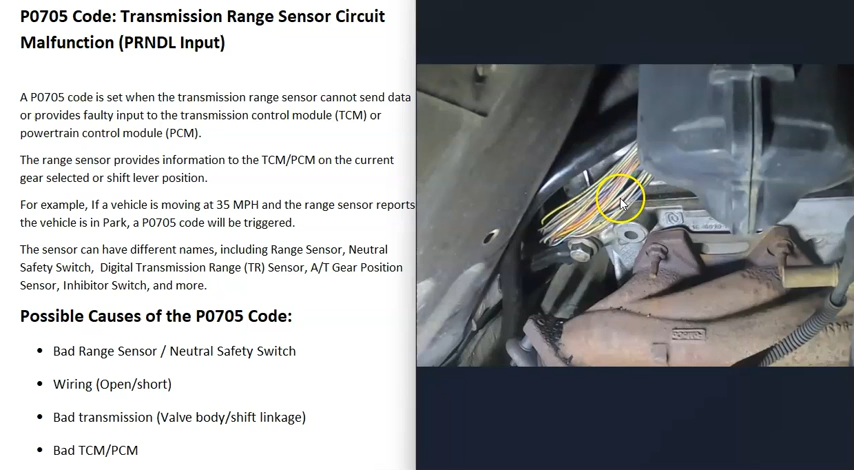 P0705 Code: Transmission Range Sensor Circuit
Malfunction (PRNDL Input)
A P0705 code is set when the transmission range sensor cannot send data
or provides faulty input to the transmission control module (TCM) or
powertrain control module (PCM).
The range sensor provides information to the TCM/PCM on the current
gear selected or shift lever position.
For example, If a vehicle is moving at 35 MPH and the range sensor reports
the vehicle is in Park, a P0705 code will be triggered.
The sensor can have different names, including Range Sensor, Neutral
Safety Switch, Digital Transmission Range (TR) Sensor, A/T Gear Position
Sensor, Inhibitor Switch, and more.
Possible Causes of the P0705 Code:
Bad Range Sensor / Neutral Safety Switch
Wiring (Open/short)
Bad transmission (Valve body/shift linkage)
Bad TCM/PCM